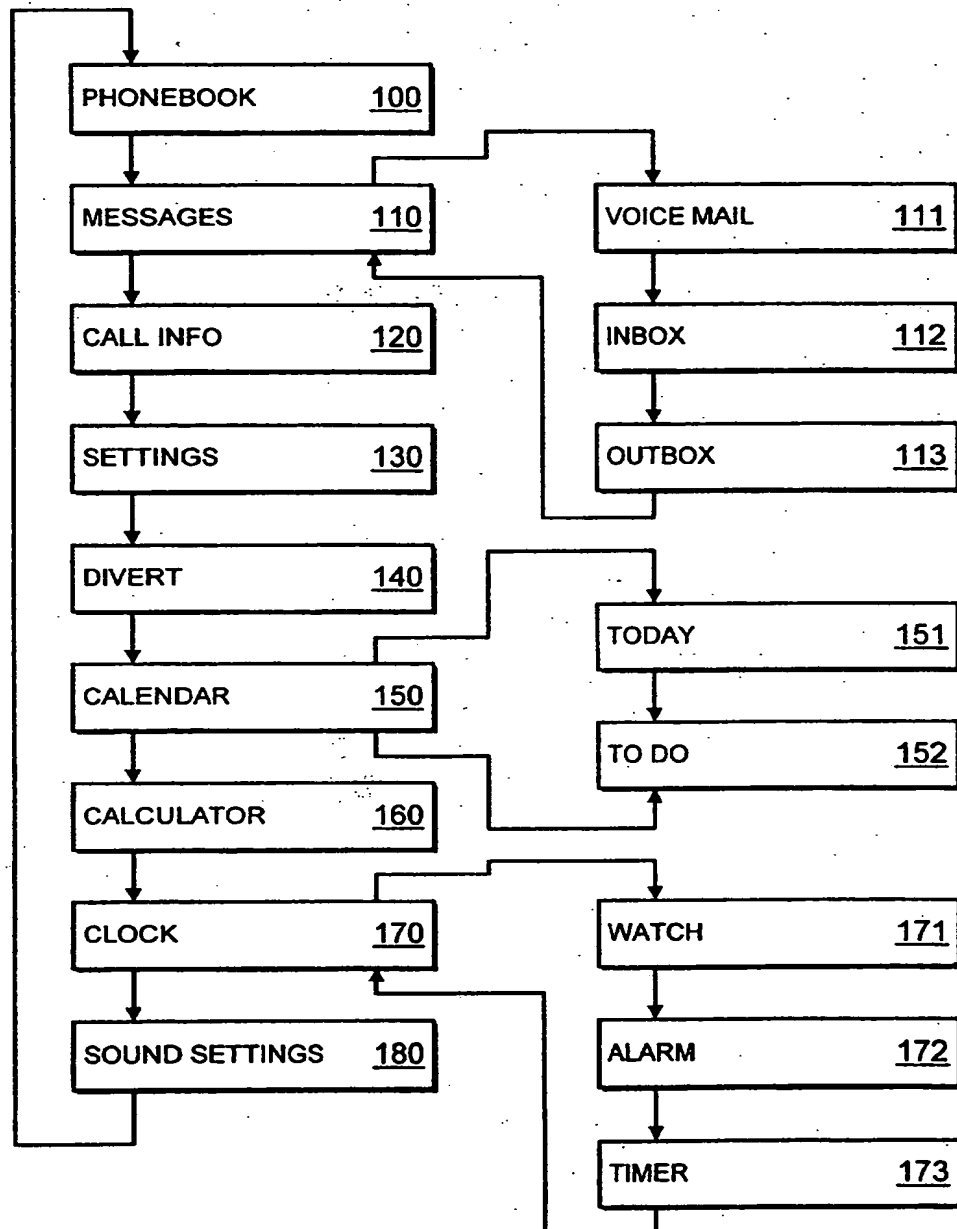 PHONEBOOK 100
MESSAGES 110
CALL INFO 120
SETTINGS 130
DIVERT 140
CALENDAR 150
CALCULATOR 160
CLOCK 170
SOUND SETTINGS 180
VOICE MAIL 111
INBOX 112
OUTBOX 113
TODAY 151
TO DO 152
WATCH 171
ALARM 172
TIMER 173